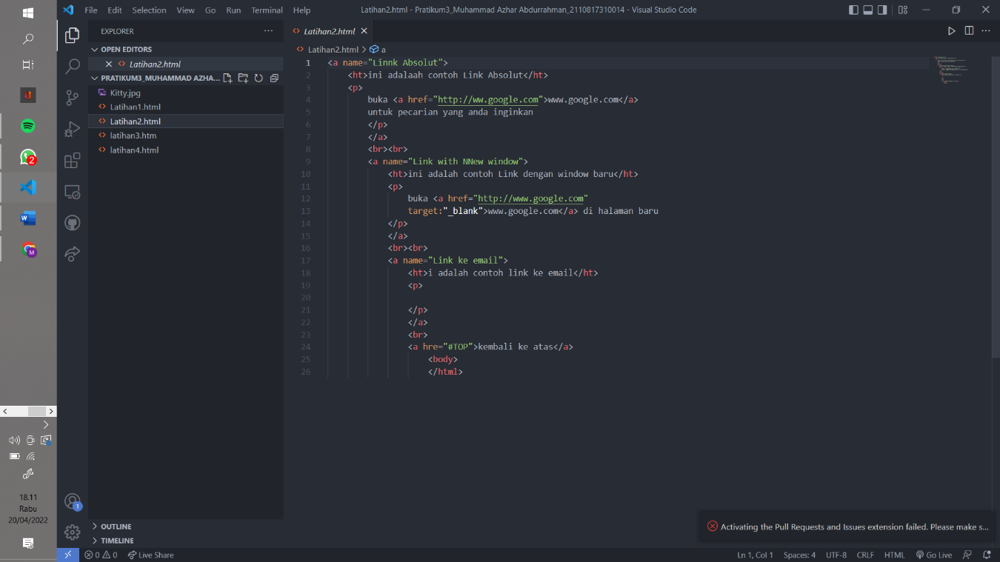 File Edit Selection View Go Run Terminal Help
Latihan2.html - Pratikum3_Muhammad Azhar Abdurrahman_2110817310014 - Visual Studio Code
EXPLORER
OPEN EDITORS
Latihan2.html
PRATIKUM3_MUHAMMAD AZHA...
Kitty.jpg
Latihan1.html
Latihan2.html
latihan3.htm
latihan4.html
OUTLINE
TIMELINE
Latihan2.html
Latihan2.html > a
1 <a name="Linnk Absolut">
2 <ht>ini adalaah contoh Link Absolut</ht>
3 <p>
4 buka <a href="http://ww.google.com">www.google.com</a>
5 untuk pecarian yang anda inginkan
6 </p>
7 </a>
8 <br><br>
9 <a name="Link with NNew window">
10 <ht>ini adalah contoh Link dengan window baru</ht>
11 <p>
12 buka <a href="http://www.google.com"
13 target:"_blank">www.google.com</a> di halaman baru
14 </p>
15 </a>
16 <br><br>
17 <a name="Link ke email">
18 <ht>i adalah contoh link ke email</ht>
19 <p>
20
21 </p>
22 </a>
23 <br>
24 <a hre="#TOP">kembali ke atas</a>
25 <body>
26 </html>
Activating the Pull Requests and Issues extension failed. Please make s...
2
W
M
18.11
Rabu
20/04/2022
1
0 0 Live Share
Ln 1, Col 1 Spaces: 4 UTF-8 CRLF HTML Go Live